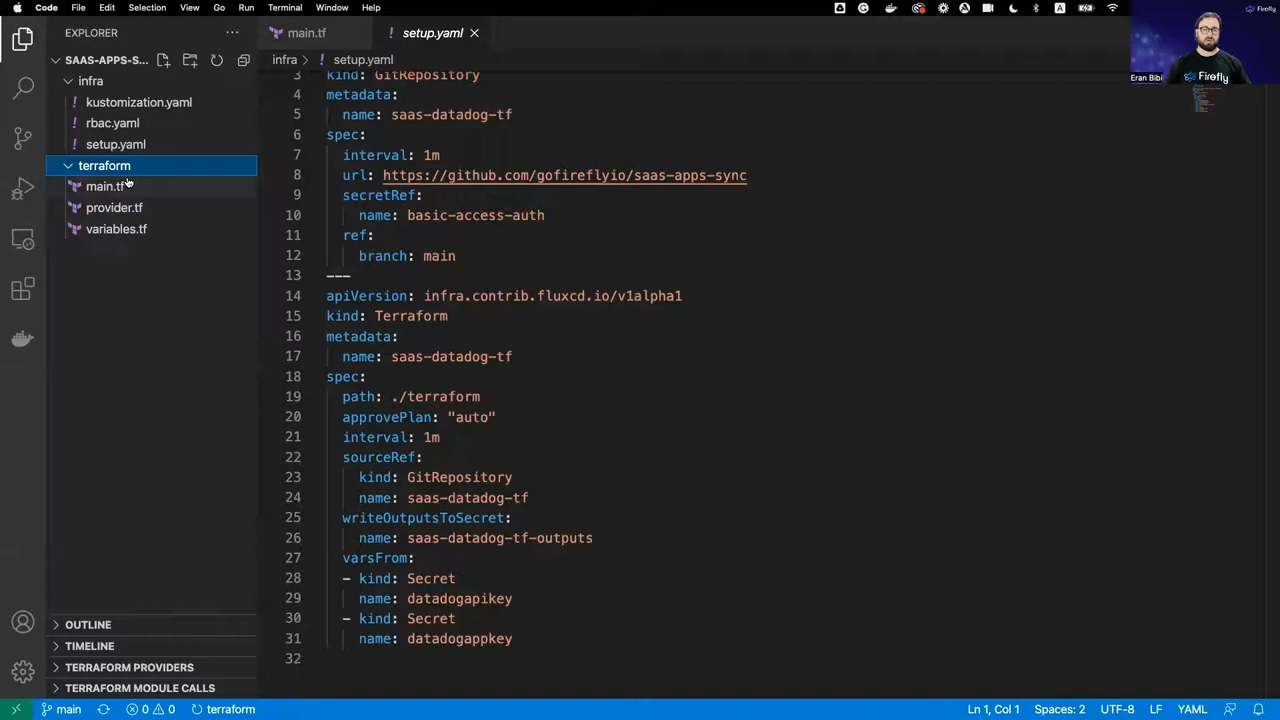 Code File Edit Selection View Go Run Terminal Window Help
A
Firefly
EXPLORER
SAAS-APPS-S...
infra
kustomization.yaml
rbac.yaml
setup.yaml
terraform
main.tf
provider.tf
variables.tf
OUTLINE
TIMELINE
TERRAFORM PROVIDERS
TERRAFORM MODULE CALLS
main.tf
setup.yaml
infra > setup.yaml
3 kind: GitRepository
4 metadata:
5 name: saas-datadog-tf
6 spec:
7 interval: 1m
8 url: https://github.com/gofireflyio/saas-apps-sync
9 secretRef:
10 name: basic-access-auth
11 ref:
12 branch: main
13 ---
14 apiVersion: infra.contrib.fluxcd.io/v1alpha1
15 kind: Terraform
16 metadata:
17 name: saas-datadog-tf
18 spec:
19 path: ./terraform
20 approvePlan: "auto"
21 interval: 1m
22 sourceRef:
23 kind: GitRepository
24 name: saas-datadog-tf
25 writeOutputsToSecret:
26 name: saas-datadog-tf-outputs
27 varsFrom:
28 - kind: Secret
29 name: datadogapikey
30 - kind: Secret
31 name: datadogappkey
32
Firefly
Eran Bibi
main 0 0 terraform
Ln 1, Col 1 Spaces: 2 UTF-8 LF YAML